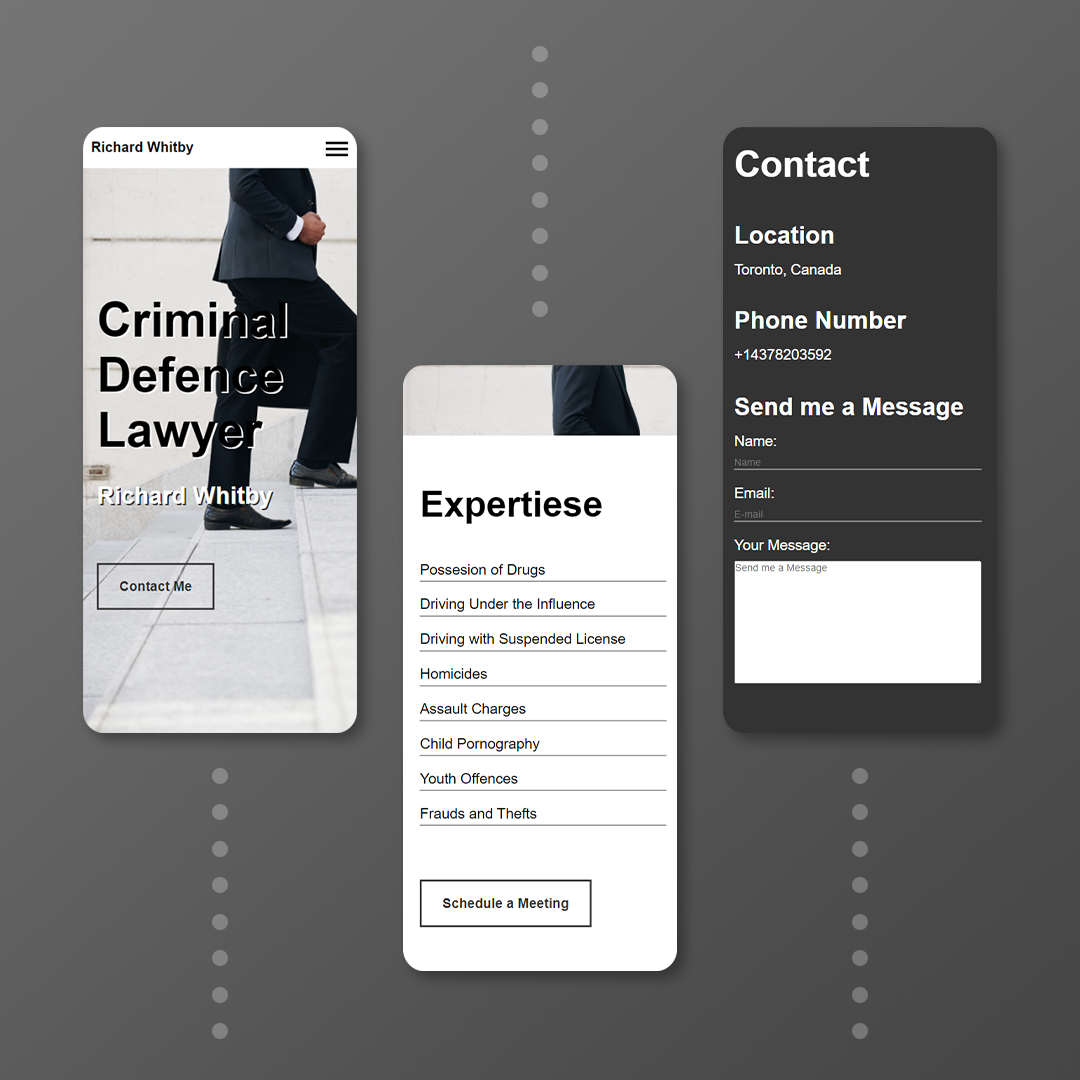 Richard Whitby
Criminal
Defence
Lawyer
Richard Whitby
Contact Me
Expertiese
Possesion of Drugs
Driving Under the Influence
Driving with Suspended License
Homicides
Assault Charges
Child Pornography
Youth Offences
Frauds and Thefts
Schedule a Meeting
Contact
Location
Toronto, Canada
Phone Number
+14378203592
Send me a Message
Name:
Name
Email:
E-mail
Your Message:
Send me a Message